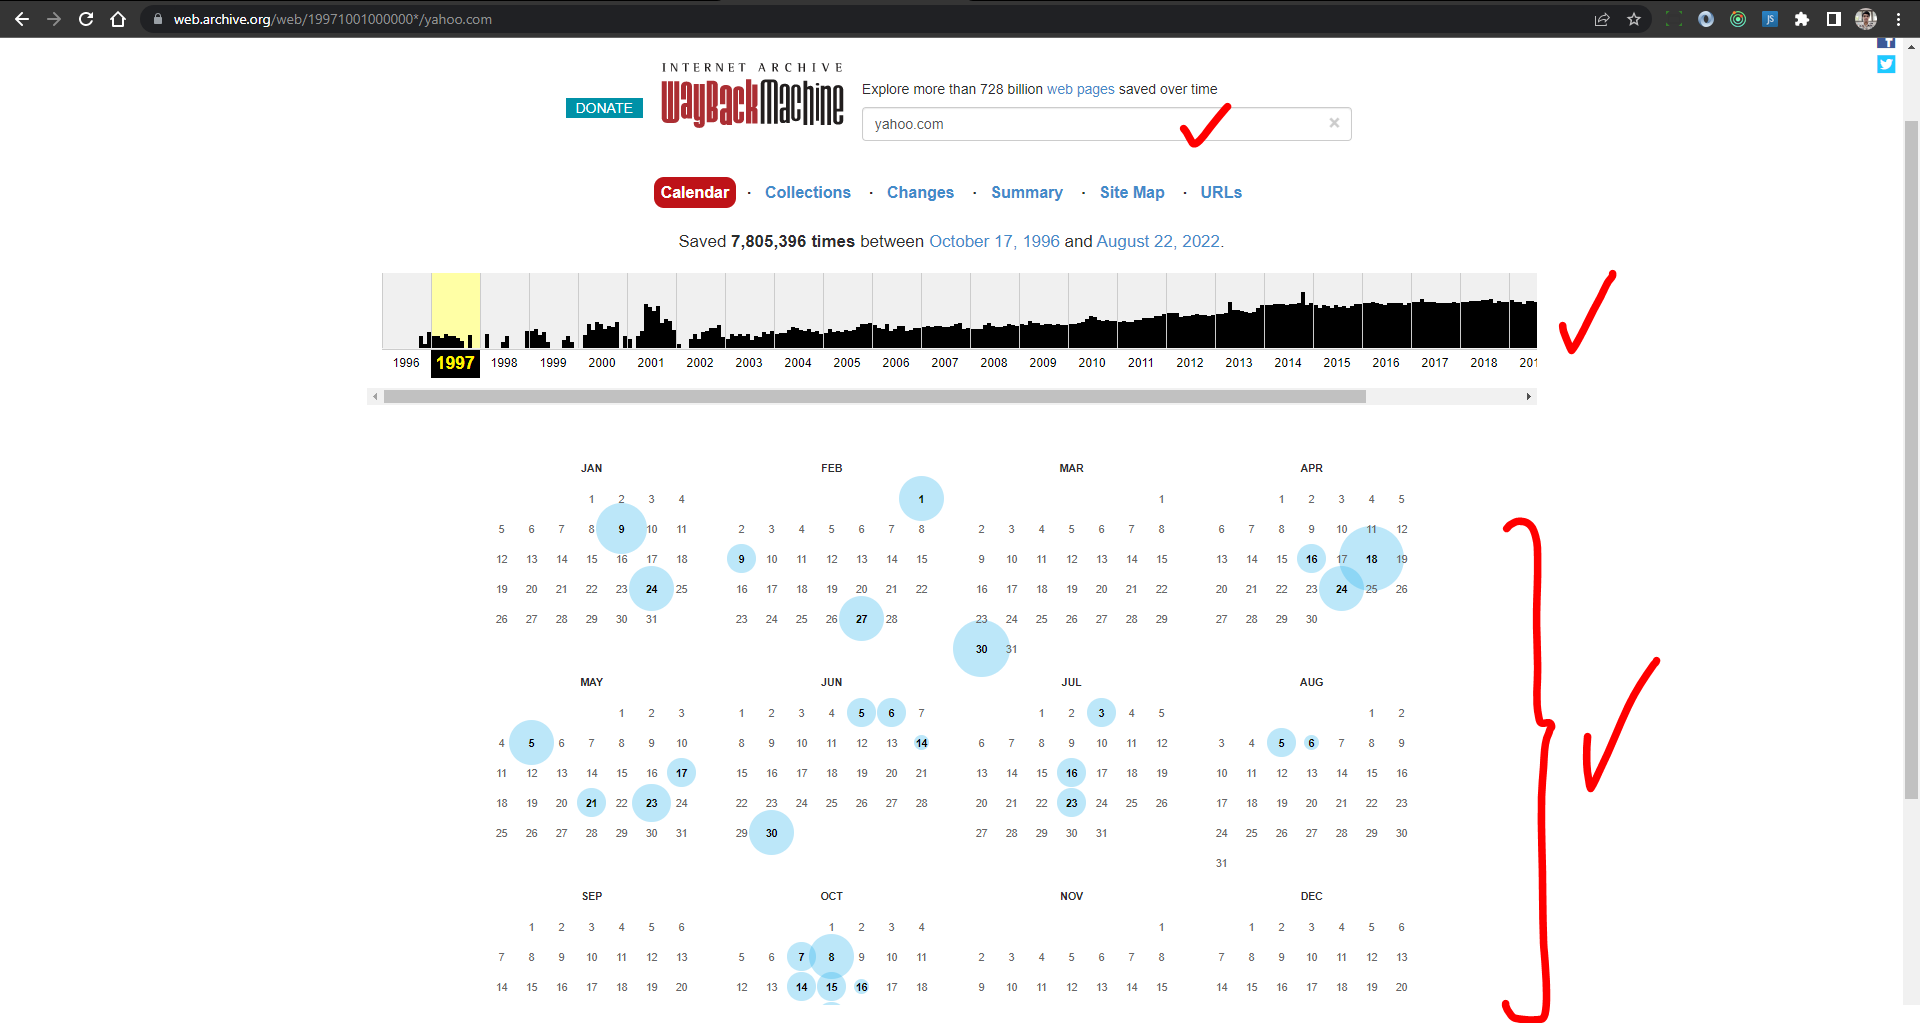 web.archive.org/web/19971001000000*/yahoo.com
JS
INTERNET ARCHIVE
WayBackMachine
DONATE
Explore more than 728 billion web pages saved over time
yahoo.com ×
Calendar · Collections · Changes · Summary · Site Map · URLs
Saved 7,805,396 times between October 17, 1996 and August 22, 2022.
1996 1997 1998 1999 2000 2001 2002 2003 2004 2005 2006 2007 2008 2009 2010 2011 2012 2013 2014 2015 2016 2017 2018 201
JAN
1 2 3 4
5 6 7 8 9 10 11
12 13 14 15 16 17 18
19 20 21 22 23 24 25
26 27 28 29 30 31
FEB
1
2 3 4 5 6 7 8
9 10 11 12 13 14 15
16 17 18 19 20 21 22
23 24 25 26 27 28
MAR
1
2 3 4 5 6 7 8
9 10 11 12 13 14 15
16 17 18 19 20 21 22
23 24 25 26 27 28 29
30 31
APR
1 2 3 4 5
6 7 8 9 10 11 12
13 14 15 16 17 18 19
20 21 22 23 24 25 26
27 28 29 30
MAY
1 2 3
4 5 6 7 8 9 10
11 12 13 14 15 16 17
18 19 20 21 22 23 24
25 26 27 28 29 30 31
JUN
1 2 3 4 5 6 7
8 9 10 11 12 13 14
15 16 17 18 19 20 21
22 23 24 25 26 27 28
29 30
JUL
1 2 3 4 5
6 7 8 9 10 11 12
13 14 15 16 17 18 19
20 21 22 23 24 25 26
27 28 29 30 31
AUG
1 2
3 4 5 6 7 8 9
10 11 12 13 14 15 16
17 18 19 20 21 22 23
24 25 26 27 28 29 30
31
SEP
1 2 3 4 5 6
7 8 9 10 11 12 13
14 15 16 17 18 19 20
OCT
1 2 3 4
5 6 7 8 9 10 11
12 13 14 15 16 17 18
NOV
1
2 3 4 5 6 7 8
9 10 11 12 13 14 15
DEC
1 2 3 4 5 6
7 8 9 10 11 12 13
14 15 16 17 18 19 20